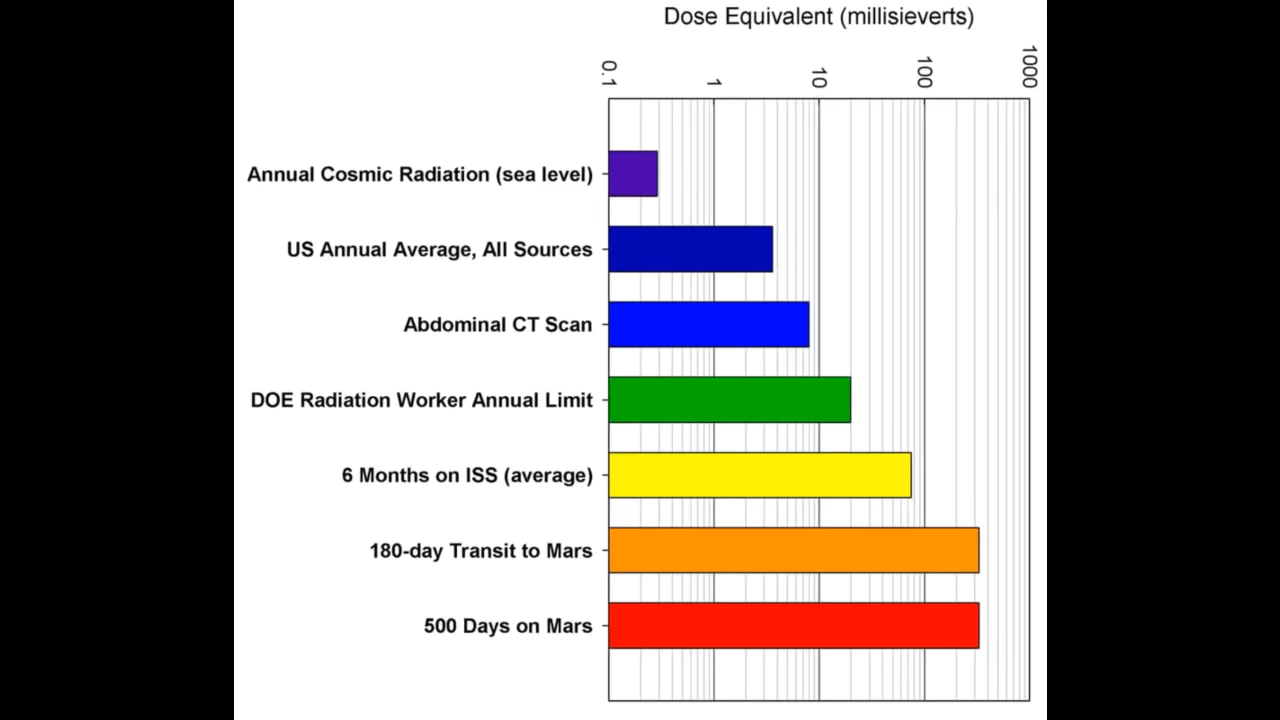 Dose Equivalent (millisieverts)
0.1
1
10
100
1000
Annual Cosmic Radiation (sea level)
US Annual Average, All Sources
Abdominal CT Scan
DOE Radiation Worker Annual Limit
6 Months on ISS (average)
180-day Transit to Mars
500 Days on Mars